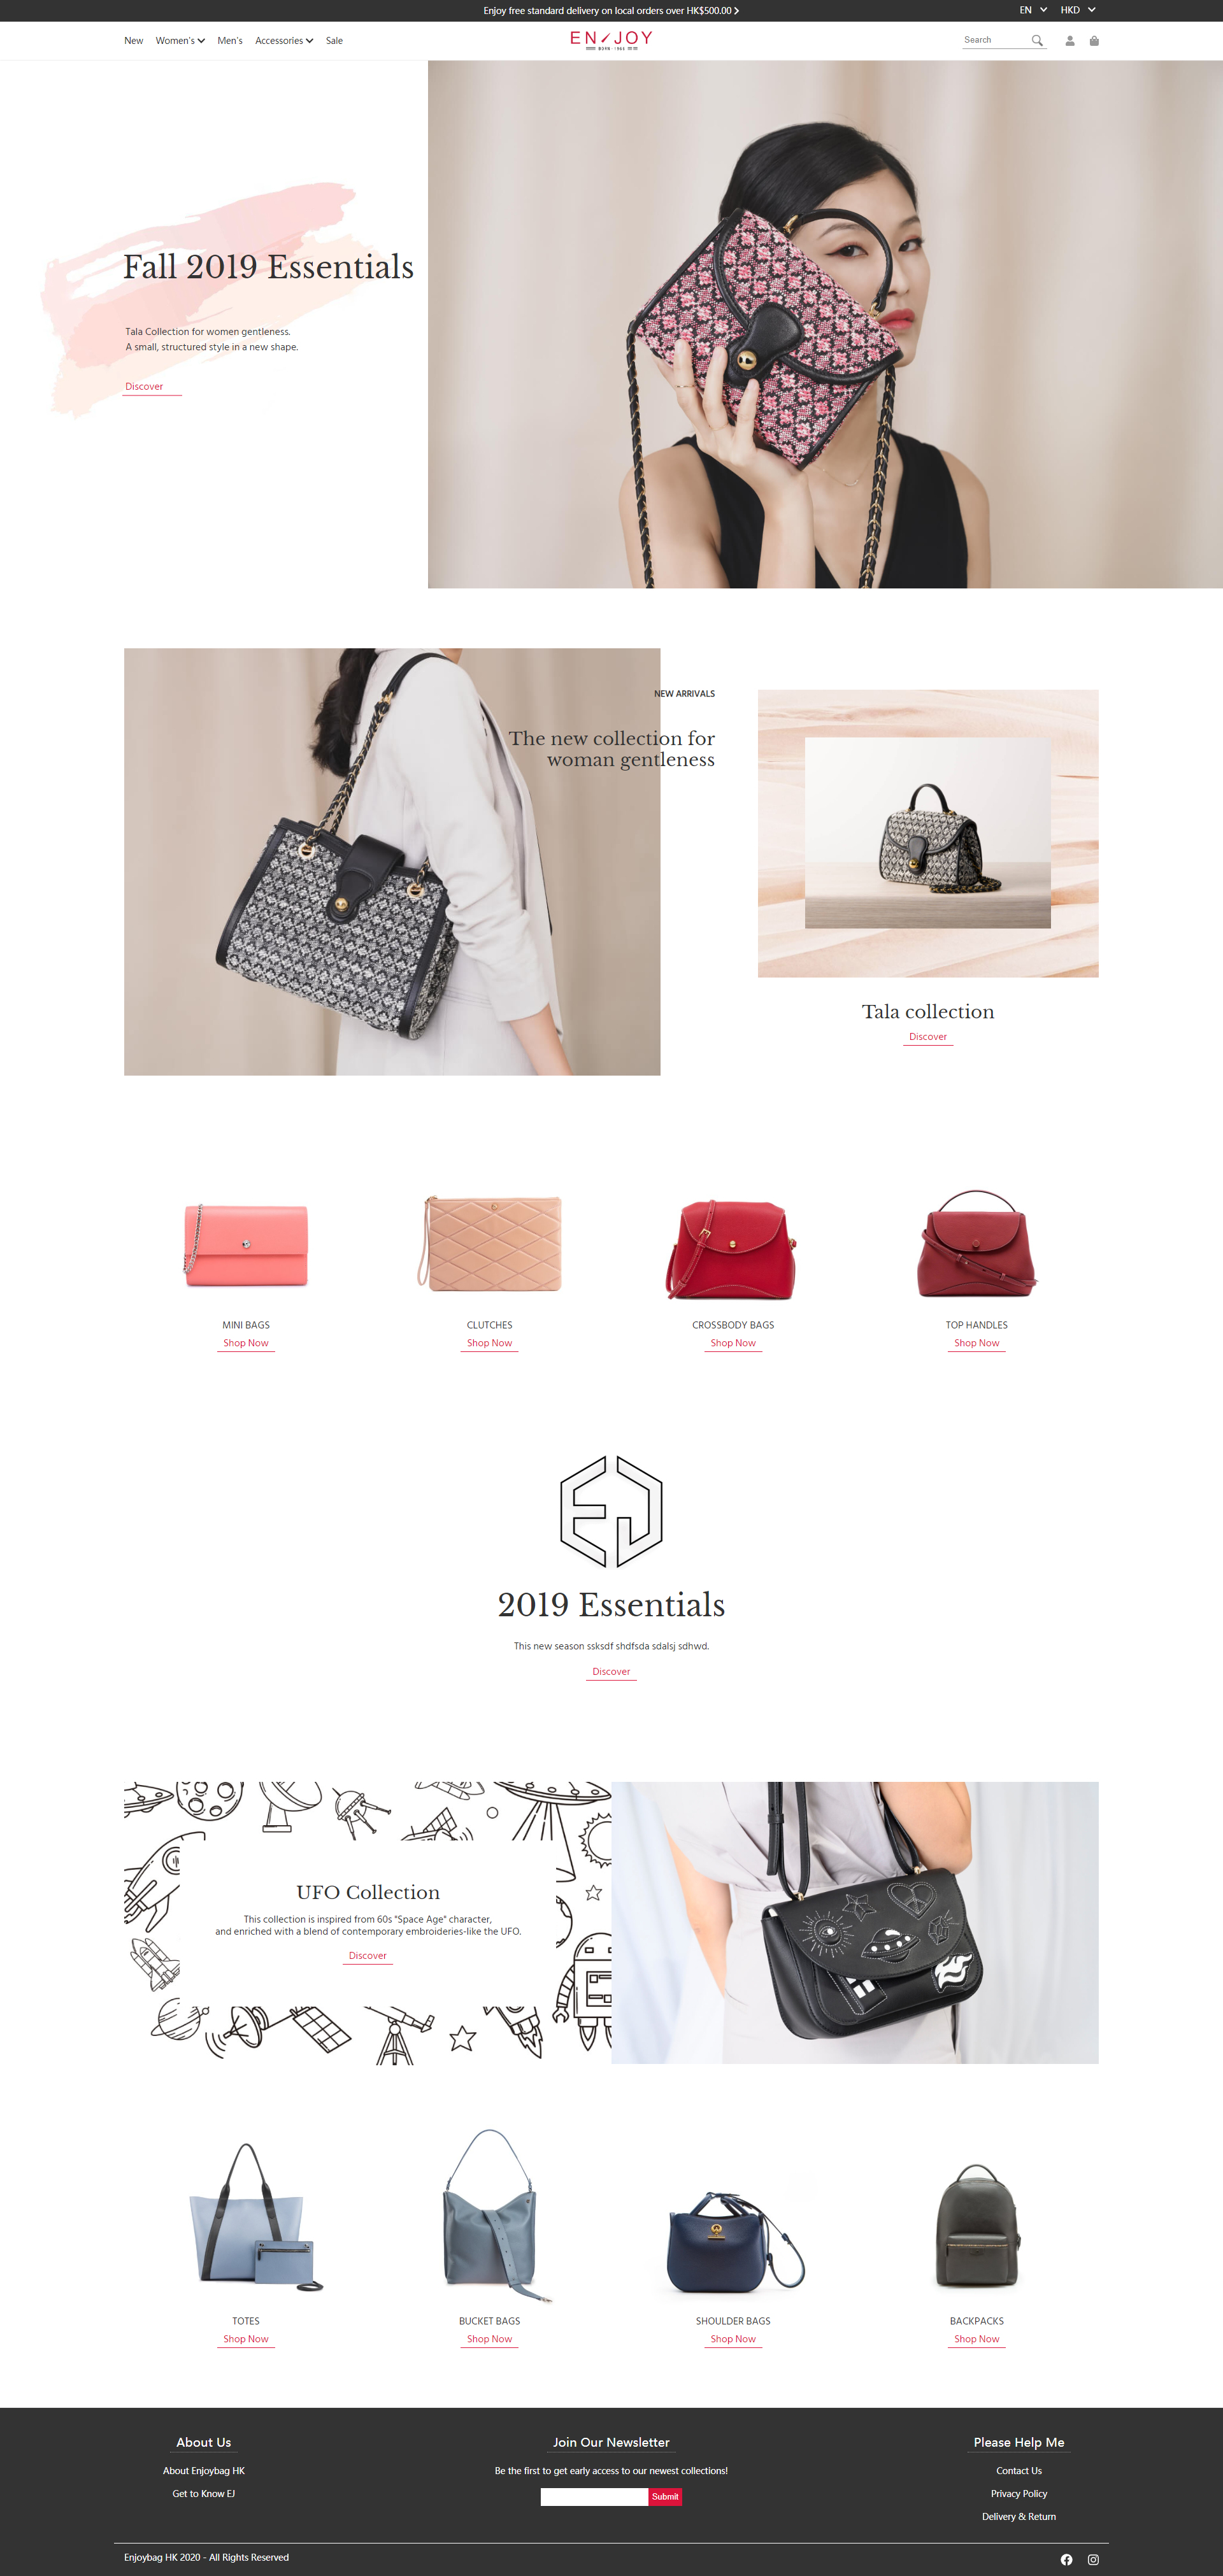 Enjoy free standard delivery on local orders over HK$500.00
EN
HKD
New
Women's
Men's
Accessories
Sale
EN JOY
BORN · 1963
Search
Fall 2019 Essentials
Tala Collection for women gentleness.
A small, structured style in a new shape.
Discover
NEW ARRIVALS
The new collection for
woman gentleness
Tala collection
Discover
MINI BAGS
CLUTCHES
CROSSBODY BAGS
TOP HANDLES
Shop Now
Shop Now
Shop Now
Shop Now
EJ
2019 Essentials
This new season ssksdf shdfsda sdalsj sdhwd.
Discover
UFO Collection
This collection is inspired from 60s "Space Age" character,
and enriched with a blend of contemporary embroideries-like the UFO.
Discover
TOTES
BUCKET BAGS
SHOULDER BAGS
BACKPACKS
Shop Now
Shop Now
Shop Now
Shop Now
About Us
About Enjoybag HK
Get to Know EJ
Join Our Newsletter
Be the first to get early access to our newest collections!
Submit
Please Help Me
Contact Us
Privacy Policy
Delivery & Return
Enjoybag HK 2020 - All Rights Reserved